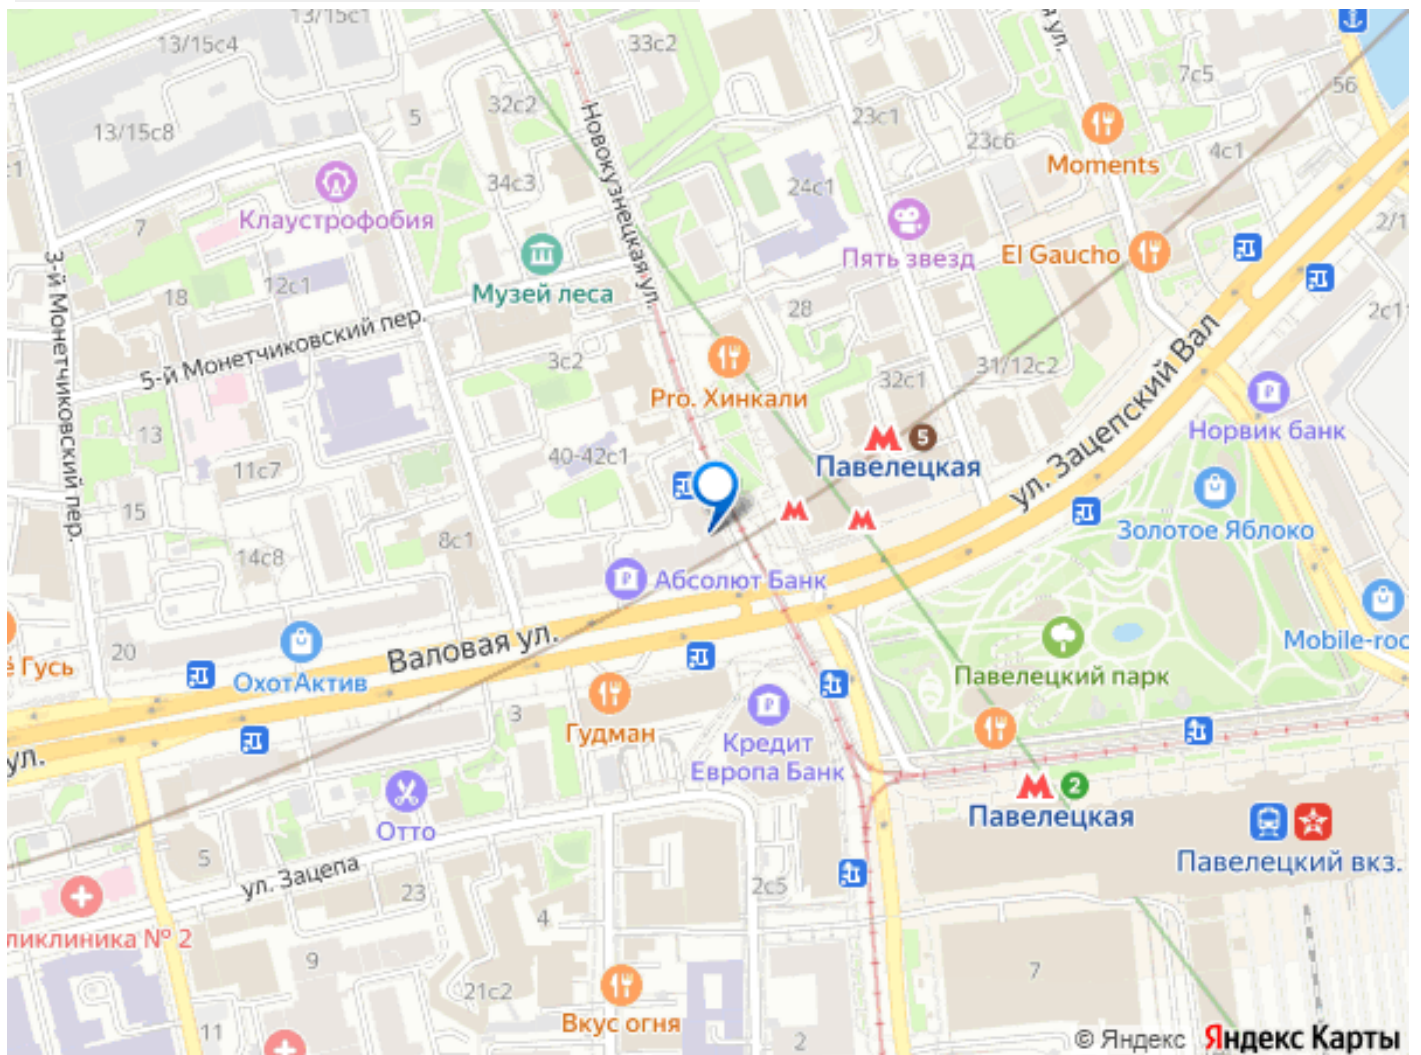 13/15с1
13/15с4
33с2
7с5
56
32с2
5
13/15с8
23с1
23с6
Moments
4с1
Новокузнецкая ул.
34с3
24с1
Клаустрофобия
7
Пять звезд
El Gaucho
2/1
3-й Монетчиковский пер.
12с1
18
Музей леса
28
2с11
5-й Монетчиковский пер.
3с2
31/12с2
32с1
Pro. Хинкали
ул. Зацепский Вал
13
Норвик банк
5
Павелецкая
11с7
40-42с1
15
8с1
14с8
Золотое Яблоко
Абсолют Банк
Валовая ул.
20
Mobile-roc
ё Гусь
ОхотАктив
Павелецкий парк
3
Гудман
Кредит
Европа Банк
ул.
2
Павелецкая
Отто
Павелецкий вкз.
5
ул. Зацепа
23
2с5
4
ликлиника № 2
9
7
21с2
Вкус огня
11
2
© Яндекс Яндекс Карты